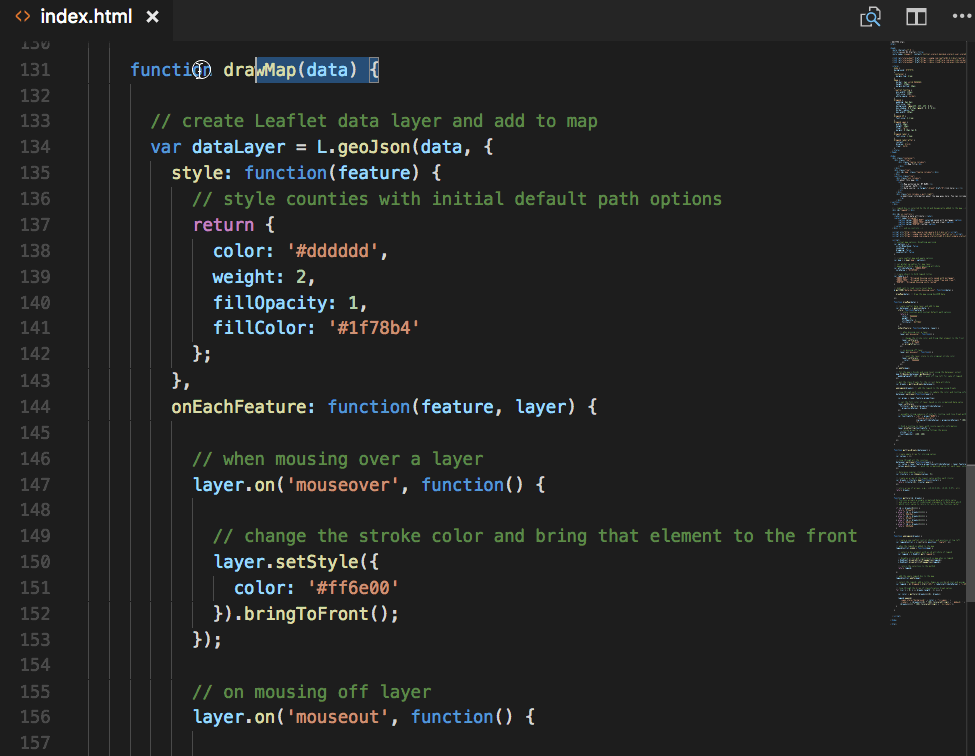 index.html
130
131 function drawMap(data) {
132
133 // create Leaflet data layer and add to map
134 var dataLayer = L.geoJson(data, {
135 style: function(feature) {
136 // style counties with initial default path options
137 return {
138 color: '#dddddd',
139 weight: 2,
140 fillOpacity: 1,
141 fillColor: '#1f78b4'
142 };
143 },
144 onEachFeature: function(feature, layer) {
145
146 // when mousing over a layer
147 layer.on('mouseover', function() {
148
149 // change the stroke color and bring that element to the front
150 layer.setStyle({
151 color: '#ff6e00'
152 }).bringToFront();
153 });
154
155 // on mousing off layer
156 layer.on('mouseout', function() {
157